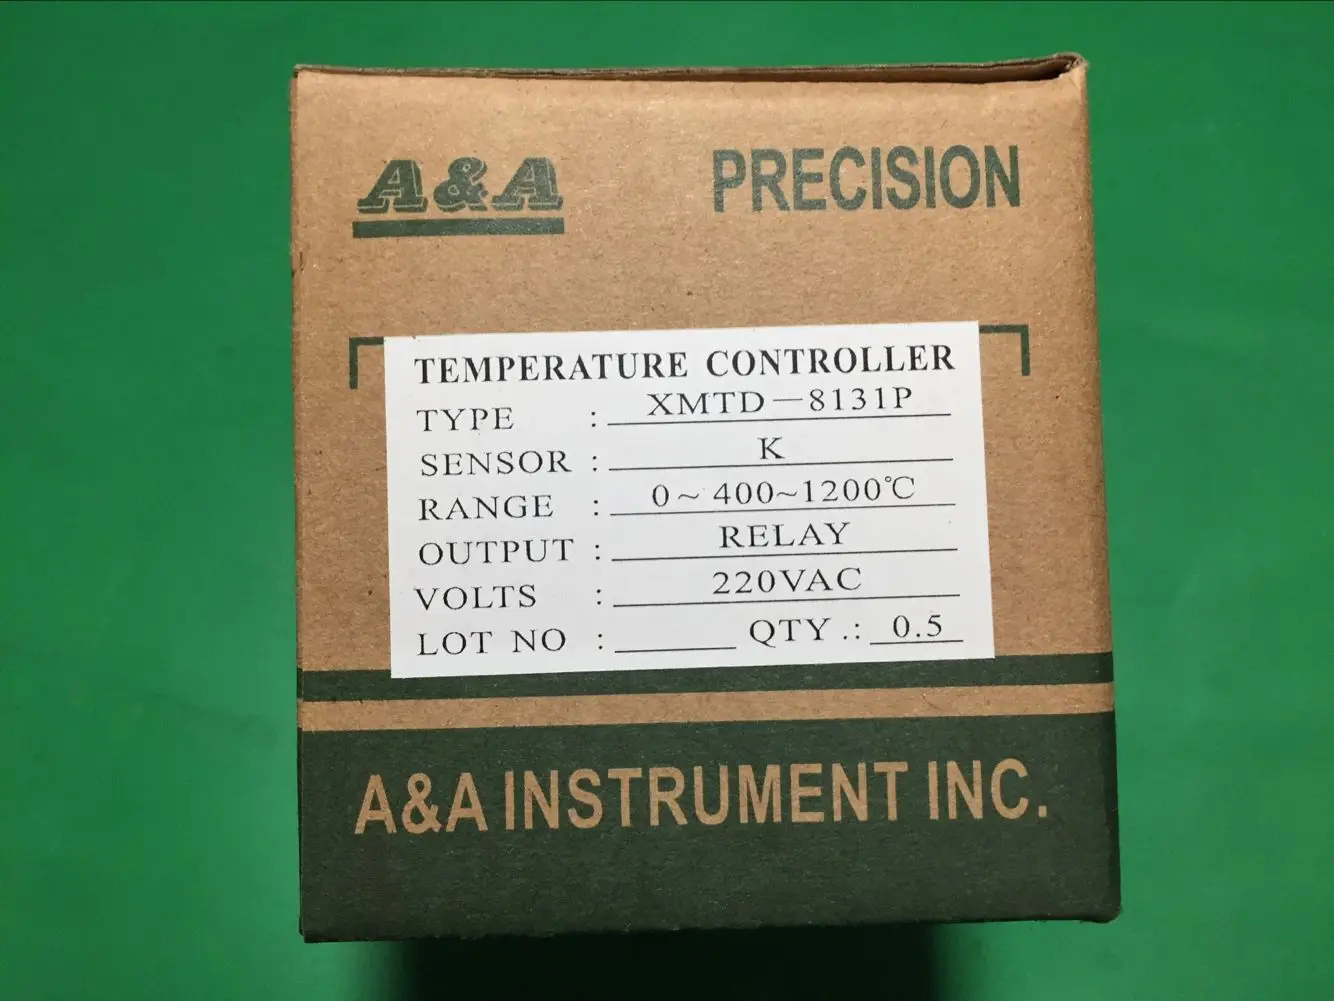 A&A PRECISION
TEMPERATURE CONTROLLER
TYPE : XMTD—8131P
SENSOR : K
RANGE : 0~400~1200℃
OUTPUT : RELAY
VOLTS : 220VAC
LOT NO : QTY.: 0.5
A&A INSTRUMENT INC.